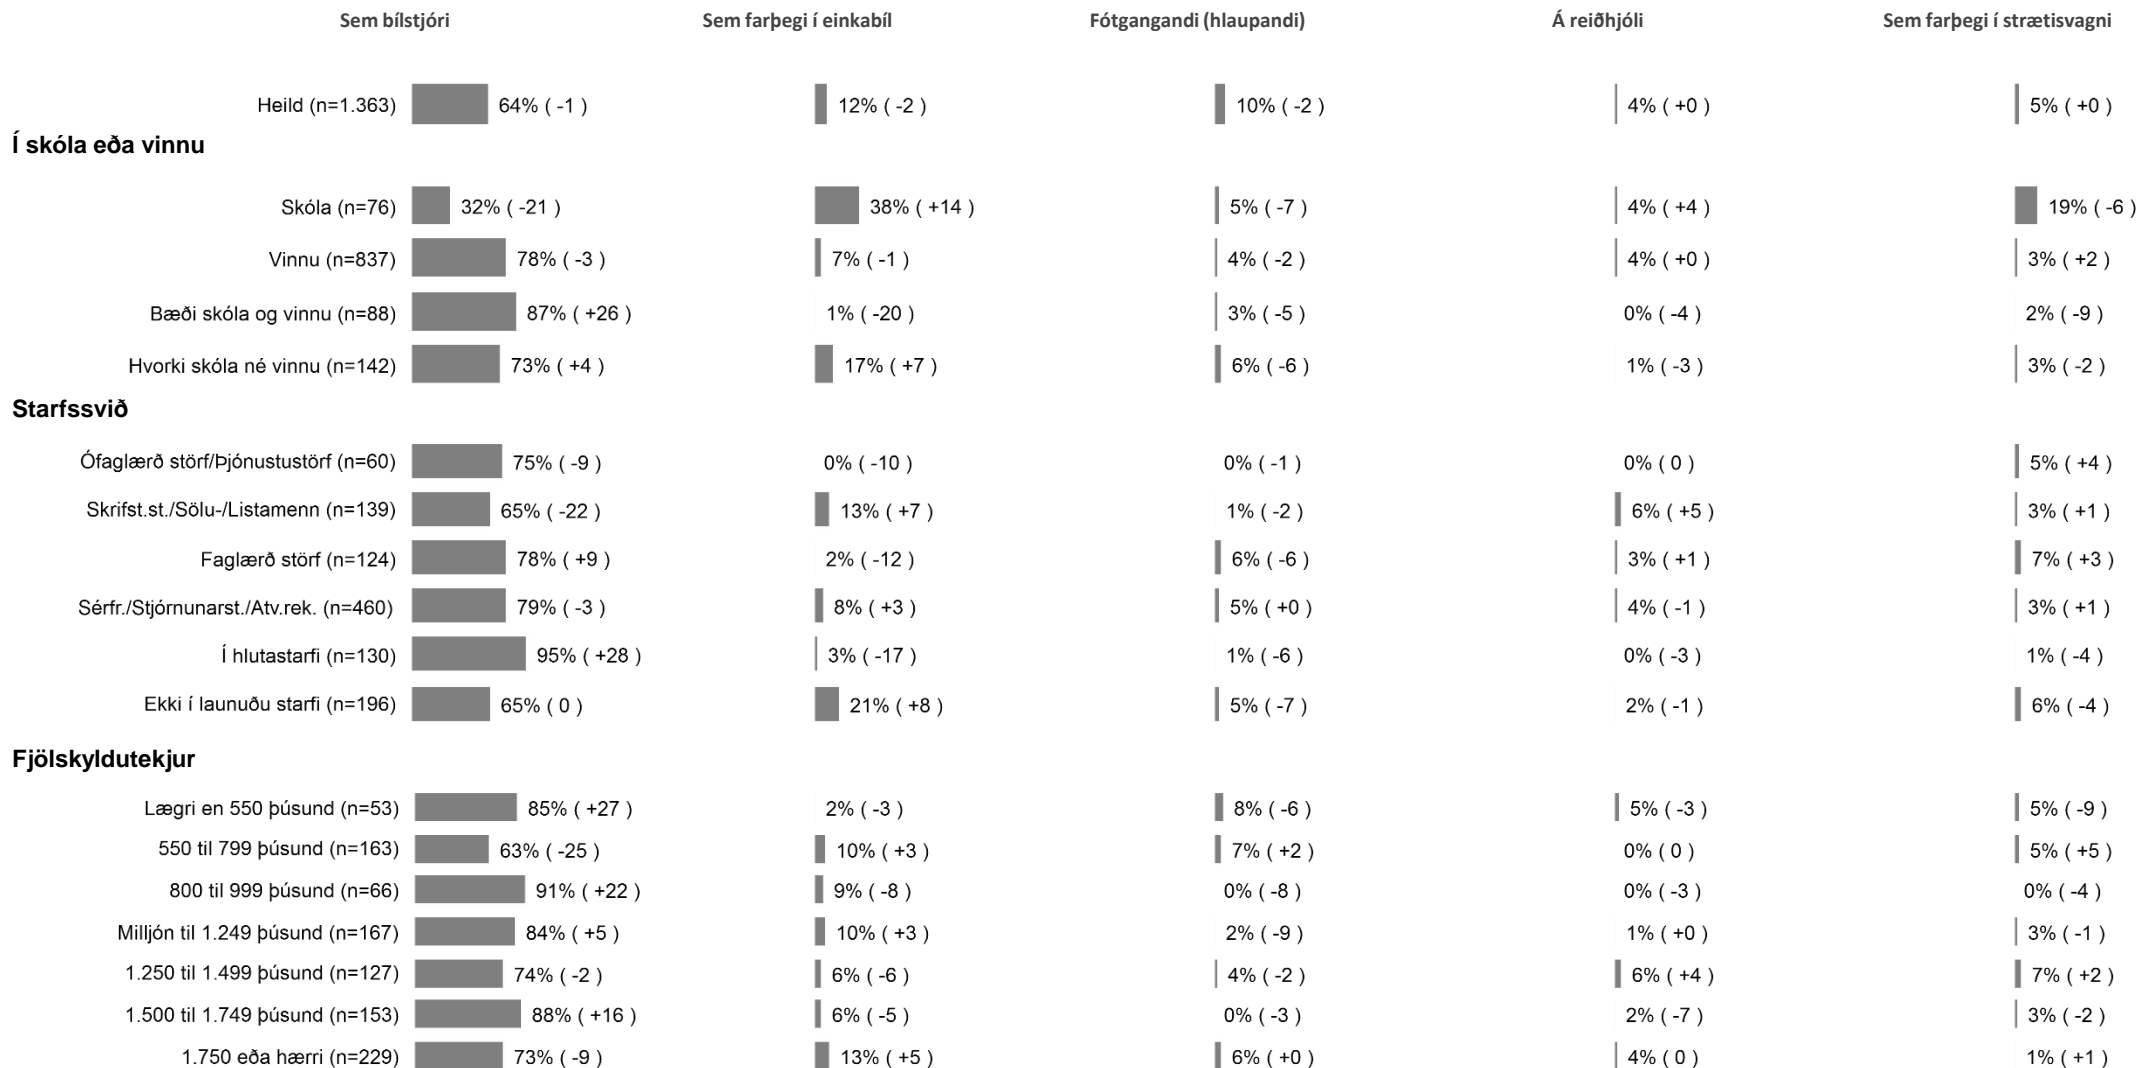 Sem bílstjóri Sem farþegi í einkabíl Fótgangandi (hlaupandi) Á reiðhjóli Sem farþegi í strætisvagni
Heild (n=1.363) 64% ( -1 ) 12% ( -2 ) 10% ( -2 ) 4% ( +0 ) 5% ( +0 )
Í skóla eða vinnu
Skóla (n=76) 32% ( -21 ) 38% ( +14 ) 5% ( -7 ) 4% ( +4 ) 19% ( -6 )
Vinnu (n=837) 78% ( -3 ) 7% ( -1 ) 4% ( -2 ) 4% ( +0 ) 3% ( +2 )
Bæði skóla og vinnu (n=88) 87% ( +26 ) 1% ( -20 ) 3% ( -5 ) 0% ( -4 ) 2% ( -9 )
Hvorki skóla né vinnu (n=142) 73% ( +4 ) 17% ( +7 ) 6% ( -6 ) 1% ( -3 ) 3% ( -2 )
Starfssvið
Ófaglærð störf/Þjónustustörf (n=60) 75% ( -9 ) 0% ( -10 ) 0% ( -1 ) 0% ( 0 ) 5% ( +4 )
Skrifst.st./Sölu-/Listamenn (n=139) 65% ( -22 ) 13% ( +7 ) 1% ( -2 ) 6% ( +5 ) 3% ( +1 )
Faglærð störf (n=124) 78% ( +9 ) 2% ( -12 ) 6% ( -6 ) 3% ( +1 ) 7% ( +3 )
Sérfr./Stjórnunarst./Atv.rek. (n=460) 79% ( -3 ) 8% ( +3 ) 5% ( +0 ) 4% ( -1 ) 3% ( +1 )
Í hlutastarfi (n=130) 95% ( +28 ) 3% ( -17 ) 1% ( -6 ) 0% ( -3 ) 1% ( -4 )
Ekki í launuðu starfi (n=196) 65% ( 0 ) 21% ( +8 ) 5% ( -7 ) 2% ( -1 ) 6% ( -4 )
Fjölskyldutekjur
Lægri en 550 þúsund (n=53) 85% ( +27 ) 2% ( -3 ) 8% ( -6 ) 5% ( -3 ) 5% ( -9 )
550 til 799 þúsund (n=163) 63% ( -25 ) 10% ( +3 ) 7% ( +2 ) 0% ( 0 ) 5% ( +5 )
800 til 999 þúsund (n=66) 91% ( +22 ) 9% ( -8 ) 0% ( -8 ) 0% ( -3 ) 0% ( -4 )
Milljón til 1.249 þúsund (n=167) 84% ( +5 ) 10% ( +3 ) 2% ( -9 ) 1% ( +0 ) 3% ( -1 )
1.250 til 1.499 þúsund (n=127) 74% ( -2 ) 6% ( -6 ) 4% ( -2 ) 6% ( +4 ) 7% ( +2 )
1.500 til 1.749 þúsund (n=153) 88% ( +16 ) 6% ( -5 ) 0% ( -3 ) 2% ( -7 ) 3% ( -2 )
1.750 eða hærri (n=229) 73% ( -9 ) 13% ( +5 ) 6% ( +0 ) 4% ( 0 ) 1% ( +1 )